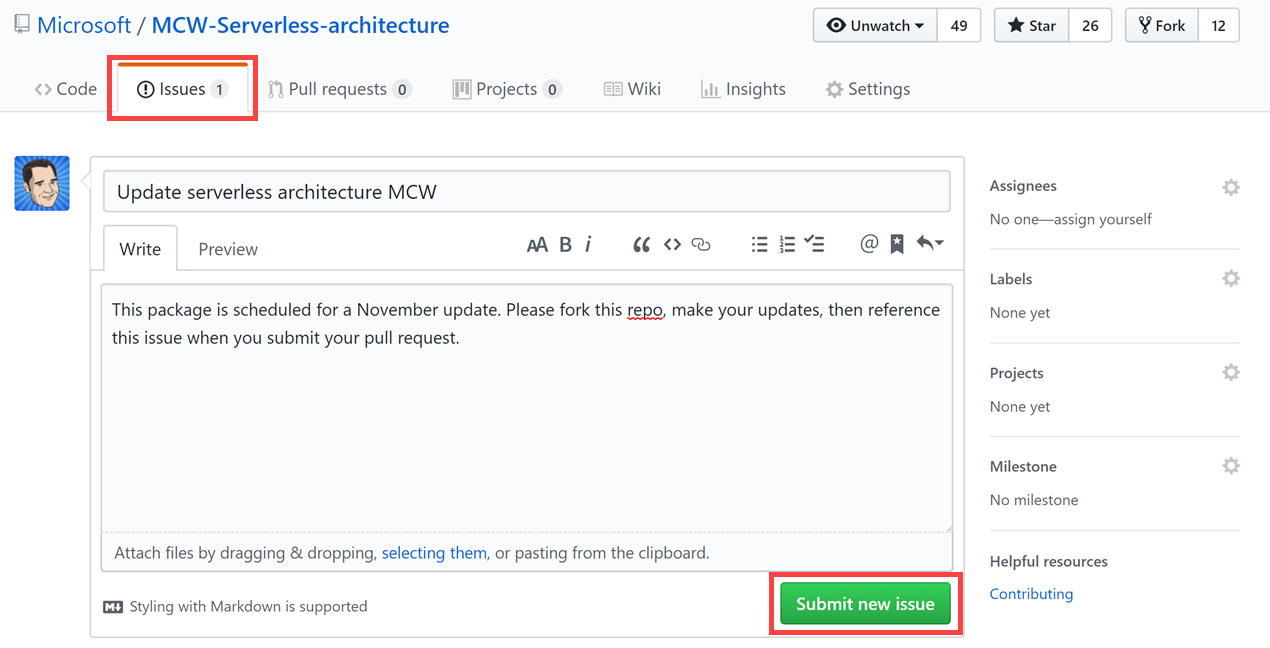 Microsoft / MCW-Serverless-architecture
Unwatch 49 Star 26 Fork 12
Code Issues 1 Pull requests 0 Projects 0 Wiki Insights Settings
Update serverless architecture MCW
Write Preview
AA B i
This package is scheduled for a November update. Please fork this repo, make your updates, then reference
this issue when you submit your pull request.
Attach files by dragging & dropping, selecting them, or pasting from the clipboard.
Styling with Markdown is supported
Submit new issue
Assignees
No one—assign yourself
Labels
None yet
Projects
None yet
Milestone
No milestone
Helpful resources
Contributing